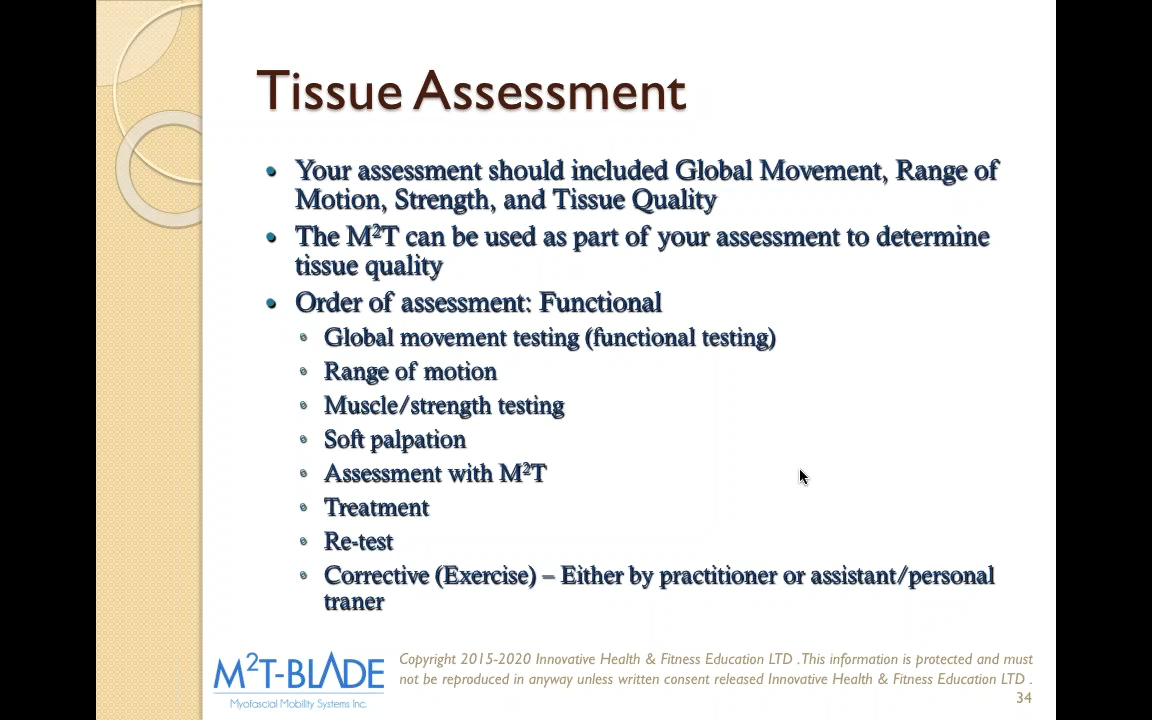 Tissue Assessment
• Your assessment should included Global Movement, Range of
Motion, Strength, and Tissue Quality
• The M²T can be used as part of your assessment to determine
tissue quality
• Order of assessment: Functional
◦ Global movement testing (functional testing)
◦ Range of motion
◦ Muscle/strength testing
◦ Soft palpation
◦ Assessment with M²T
◦ Treatment
◦ Re-test
◦ Corrective (Exercise) – Either by practitioner or assistant/personal
traner
M²T-BLADE
Myofascial Mobility Systems Inc.
Copyright 2015-2020 Innovative Health & Fitness Education LTD .This information is protected and must
not be reproduced in anyway unless written consent released Innovative Health & Fitness Education LTD .
34